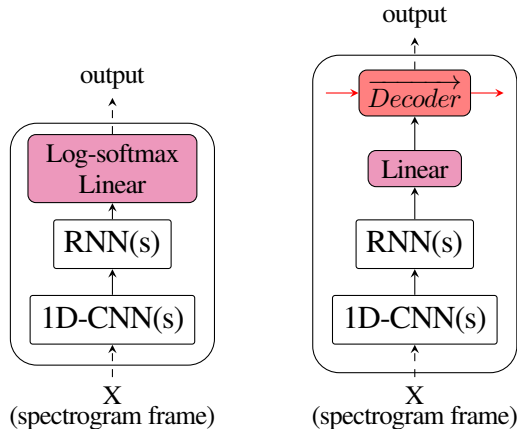 output
Log-softmax
Linear
RNN(s)
1D-CNN(s)
X
(spectrogram frame)
output
Decoder
Linear
RNN(s)
1D-CNN(s)
X
(spectrogram frame)